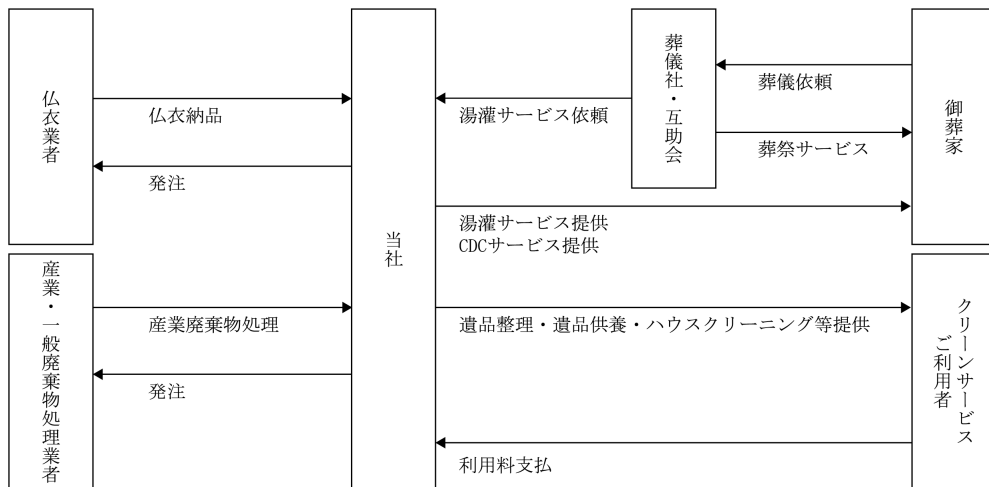 仏衣業者
仏衣納品
発注
産業・一般廃棄物処理業者
産業廃棄物処理
発注
当社
葬儀社・互助会
湯灌サービス依頼
葬儀依頼
葬祭サービス
御葬家
湯灌サービス提供
CDCサービス提供
遺品整理・遺品供養・ハウスクリーニング等提供
利用料支払
クリーンサービス
ご利用者